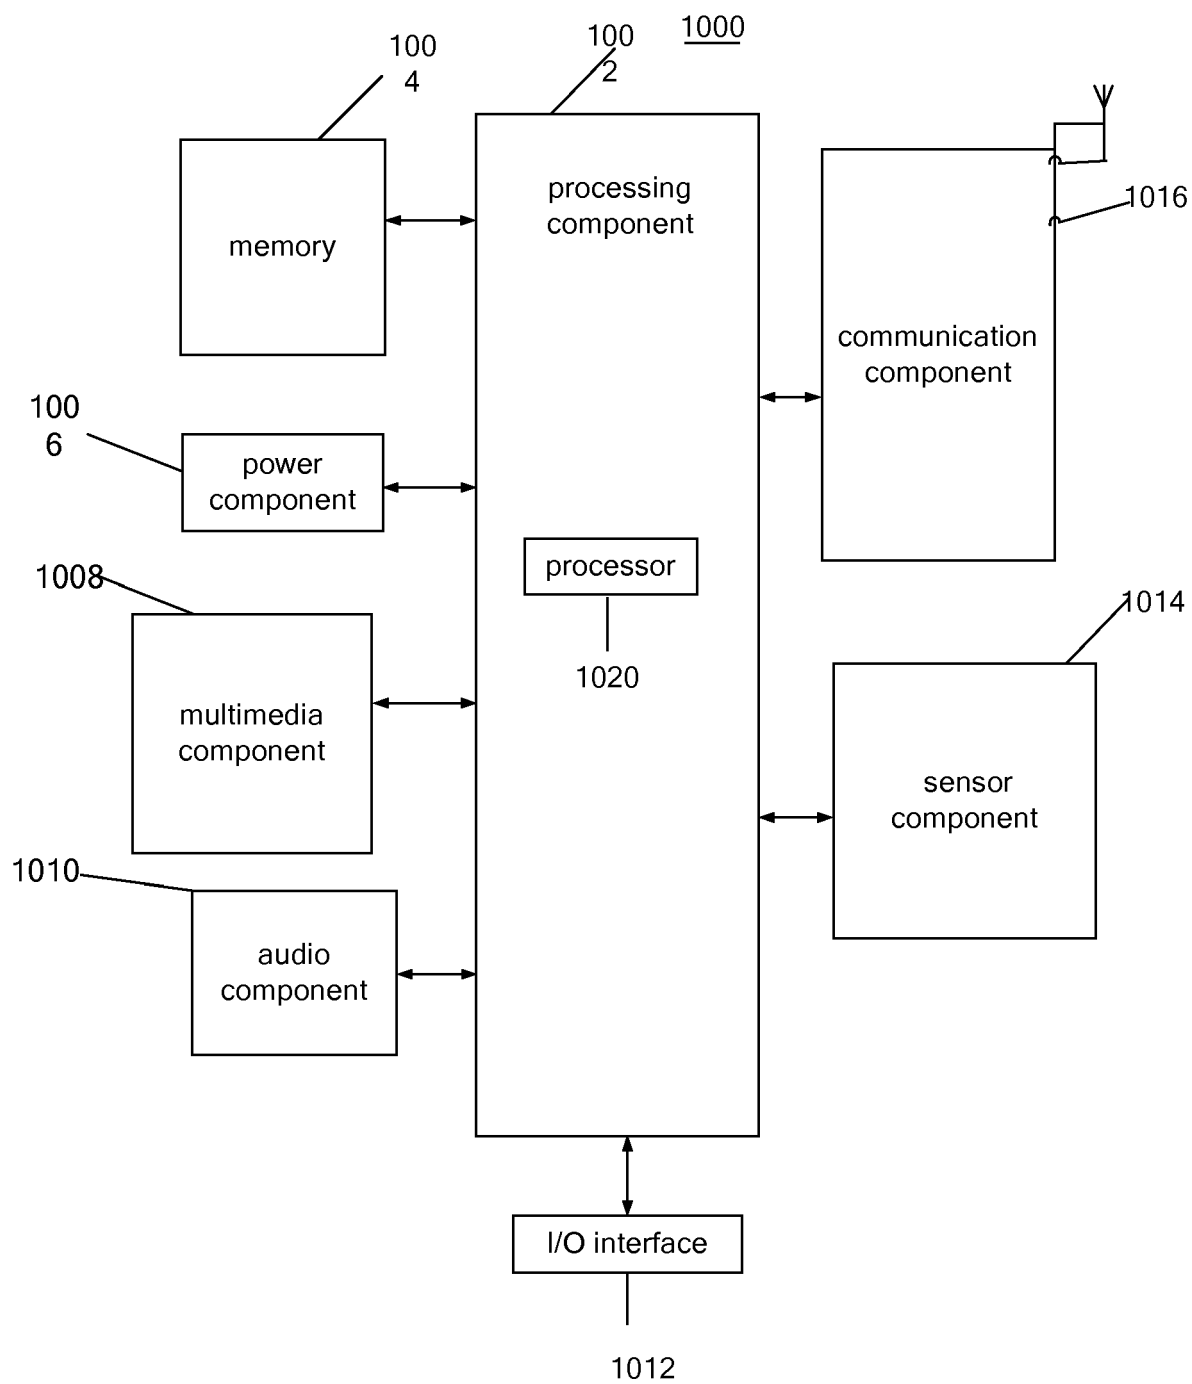 1000
100
2
100
4
processing
component
memory
1016
communication
component
100
6
power
component
processor
1020
1008
1014
multimedia
component
sensor
component
1010
audio
component
I/O interface
1012